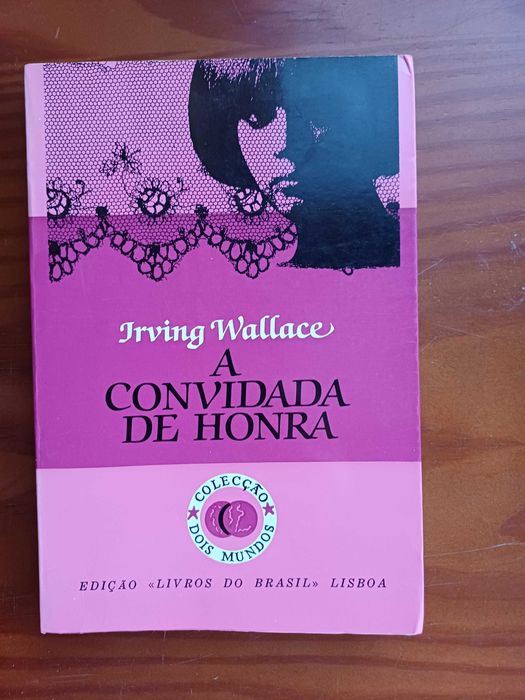 Irving Wallace
A
CONVIDADA
DE HONRA
COLECÇÃO
DOIS MUNDOS
EDIÇÃO «LIVROS DO BRASIL» LISBOA